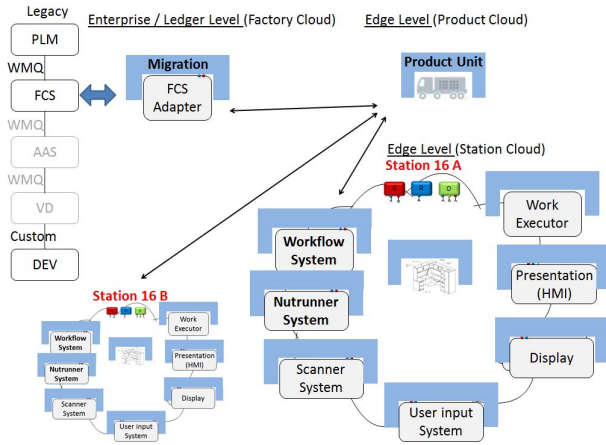 Legacy
PLM
WMQ
FCS
WMQ
AAS
WMQ
VD
Custom
DEV
Enterprise / Ledger Level (Factory Cloud)
Migration
FCS
Adapter
Edge Level (Product Cloud)
Product Unit
Edge Level (Station Cloud)
Station 16 A
S R O
Work
Executor
Presentation
(HMI)
Display
User input
System
Scanner
System
Nutrunner
System
Workflow
System
Station 16 B
Work
Executor
Presentation
(HMI)
Display
User input
System
Scanner
System
Nutrunner
System
Workflow
System